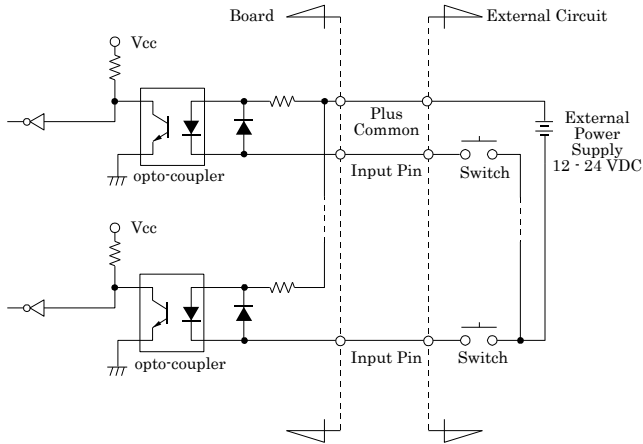 Board
External Circuit
Vcc
Plus
Common
External
Power
Supply
12 - 24 VDC
opto-coupler
Input Pin
Switch
Vcc
opto-coupler
Input Pin
Switch